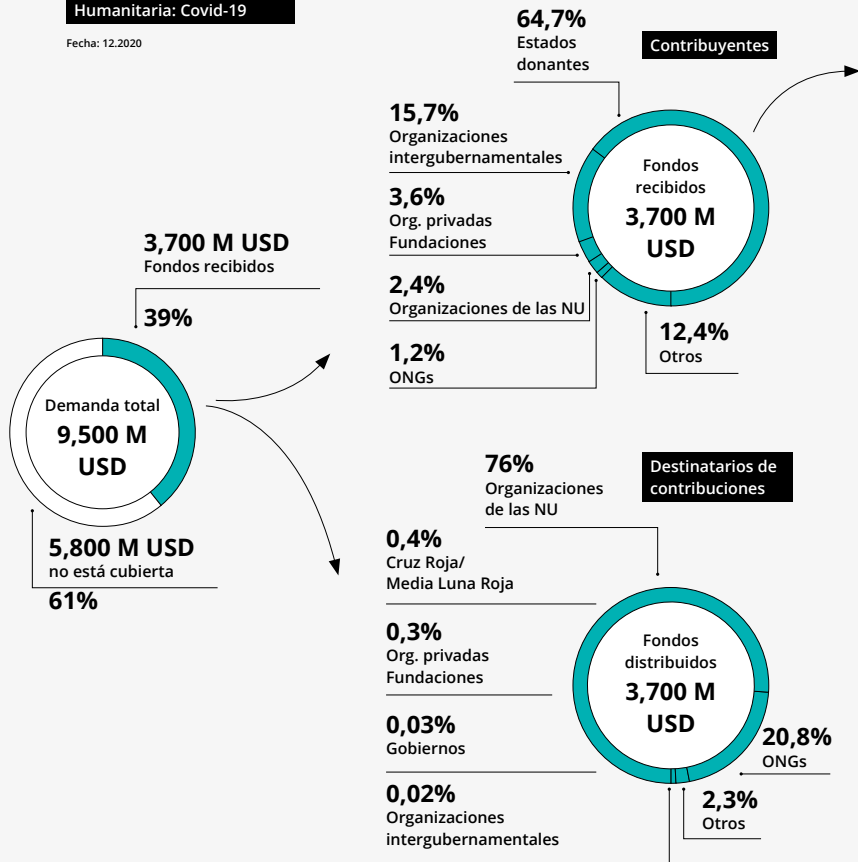 Humanitaria: Covid-19
Fecha: 12.2020
3,700 M USD
Fondos recibidos
39%
Demanda total
9,500 M
USD
5,800 M USD
no está cubierta
61%
64,7%
Estados
donantes
Contribuyentes
15,7%
Organizaciones
intergubernamentales
3,6%
Org. privadas
Fundaciones
2,4%
Organizaciones de las NU
1,2%
ONGs
Fondos
recibidos
3,700 M
USD
12,4%
Otros
76%
Organizaciones
de las NU
Destinatarios de
contribuciones
0,4%
Cruz Roja/
Media Luna Roja
0,3%
Org. privadas
Fundaciones
0,03%
Gobiernos
0,02%
Organizaciones
intergubernamentales
Fondos
distribuidos
3,700 M
USD
20,8%
ONGs
2,3%
Otros